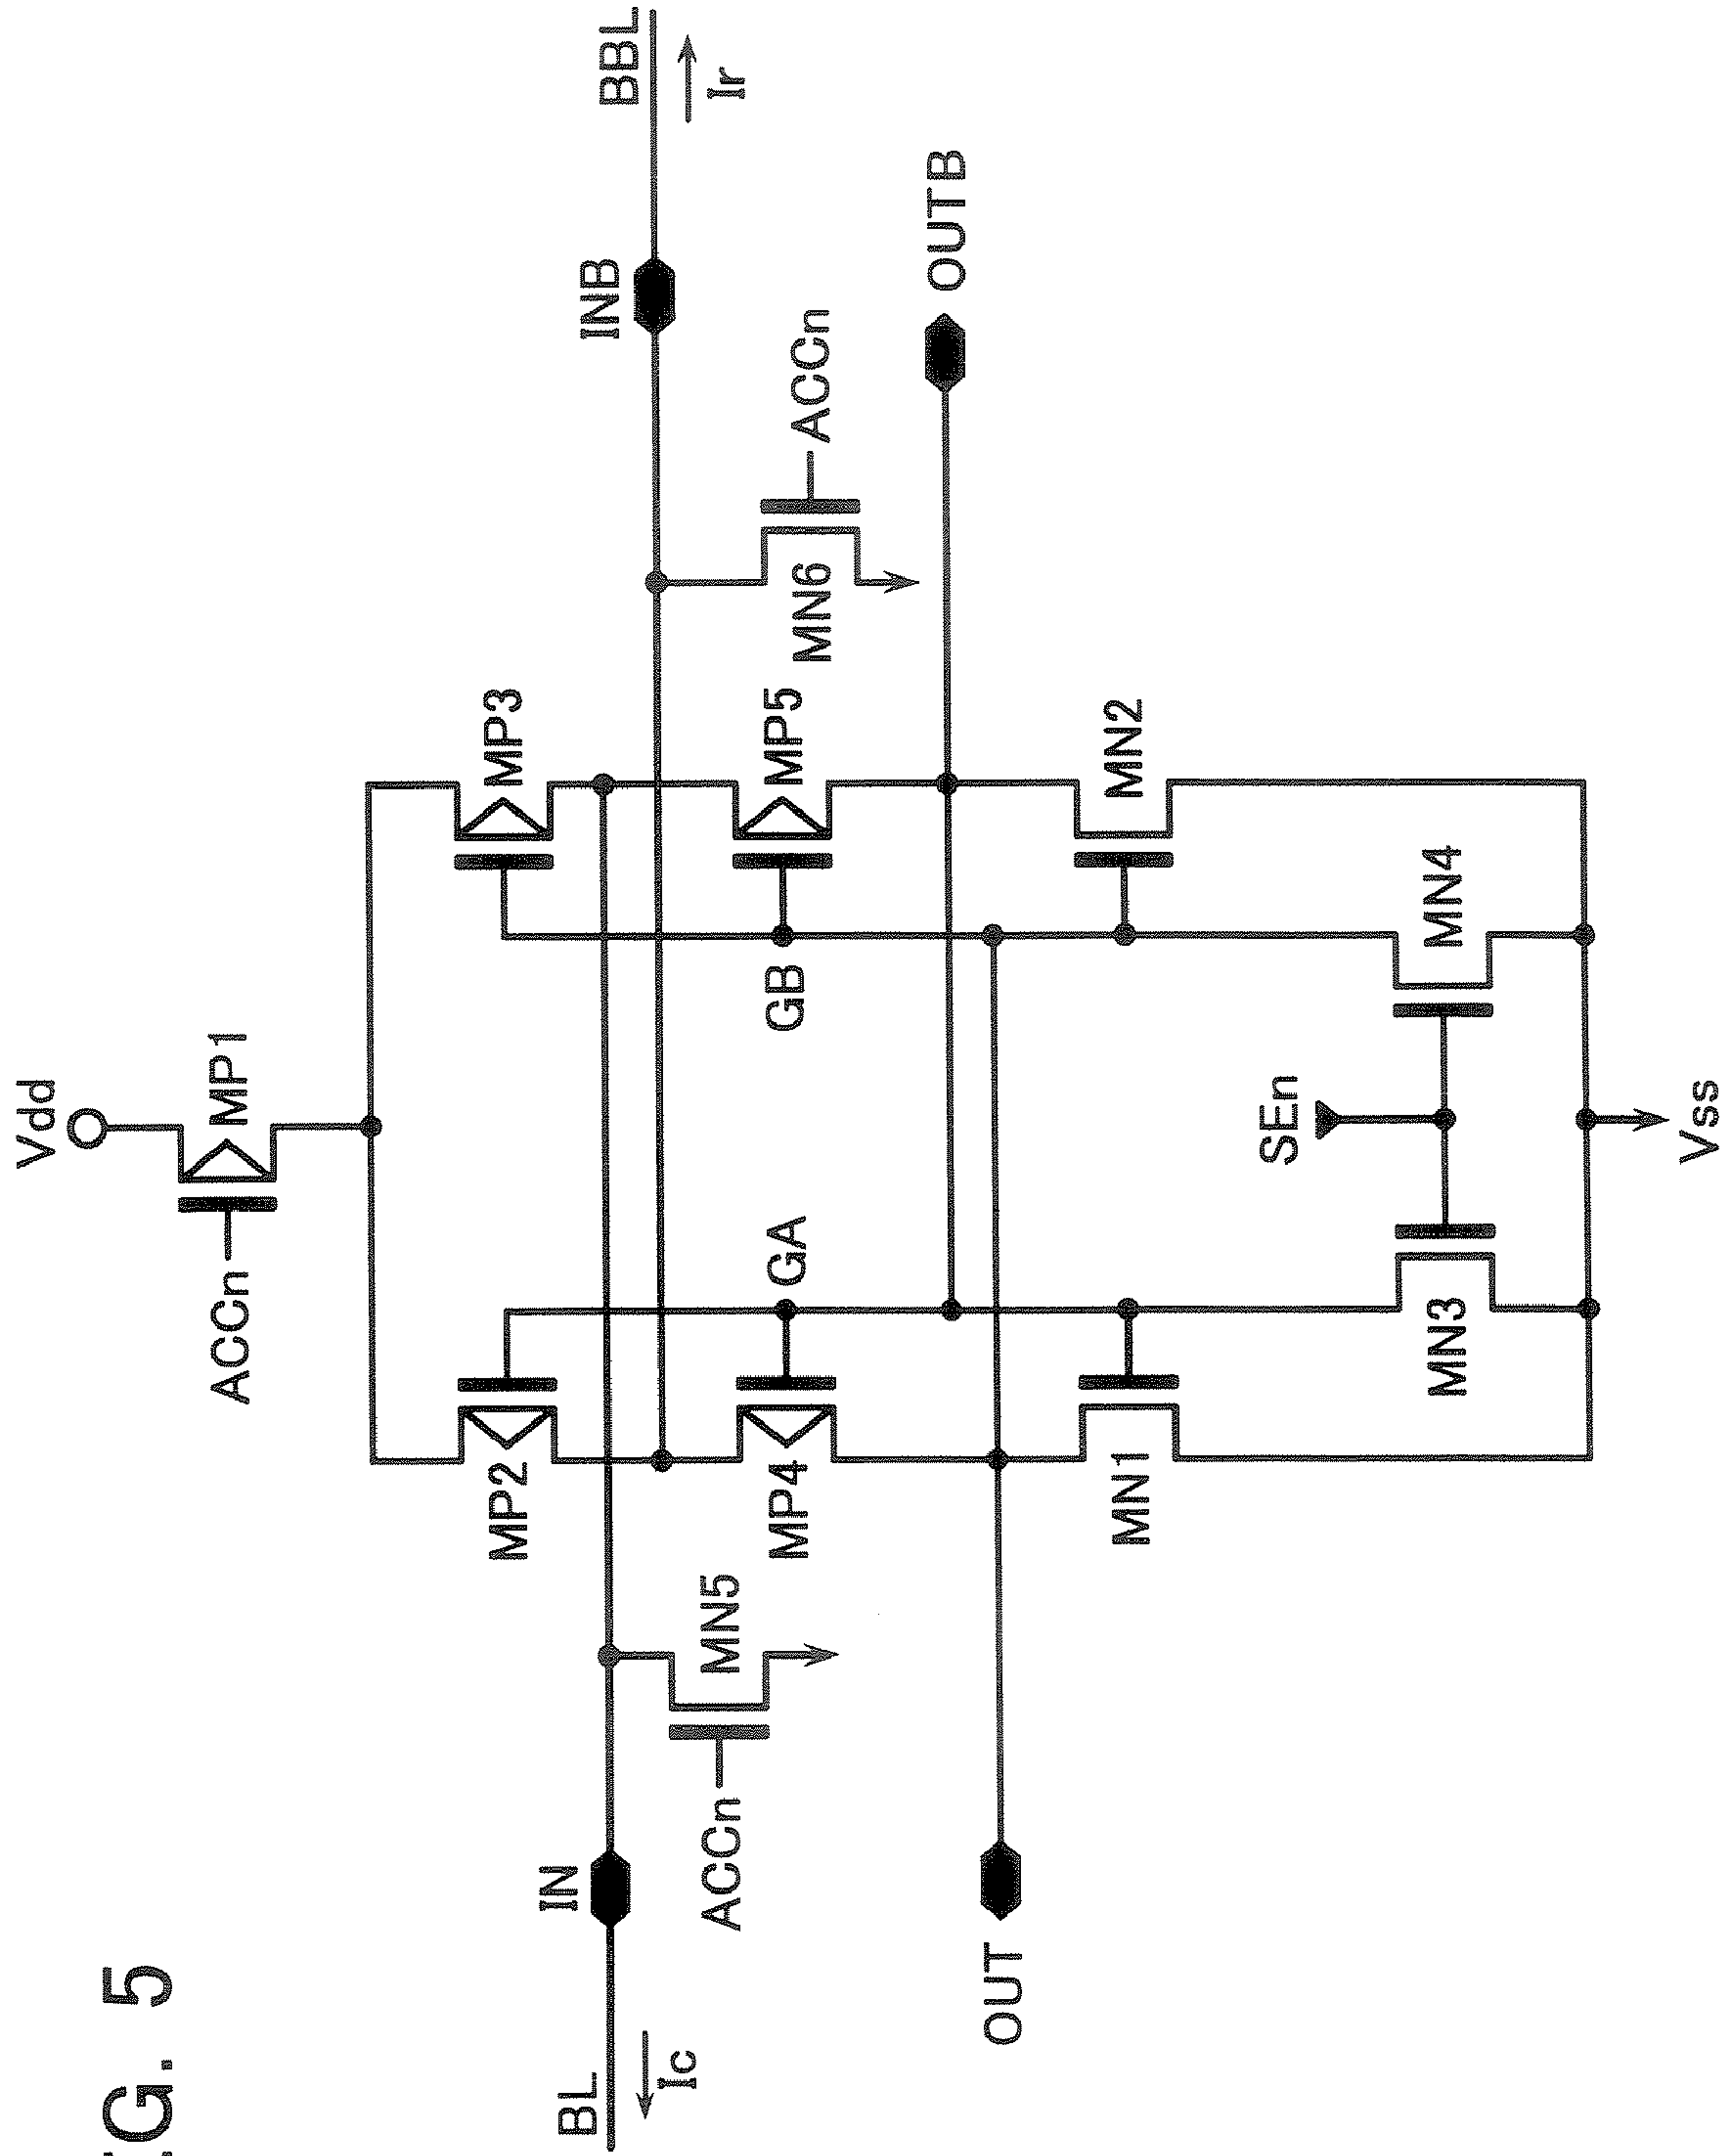 G. 5
Vdd
ACCn
MP1
MP2
MP3
BL
IN
INB
BBL
Ic
Ir
ACCn
MN5
MP4
GA
GB
MP5
MN6
ACCn
OUT
OUTB
MN1
MN2
SEn
MN3
MN4
Vss